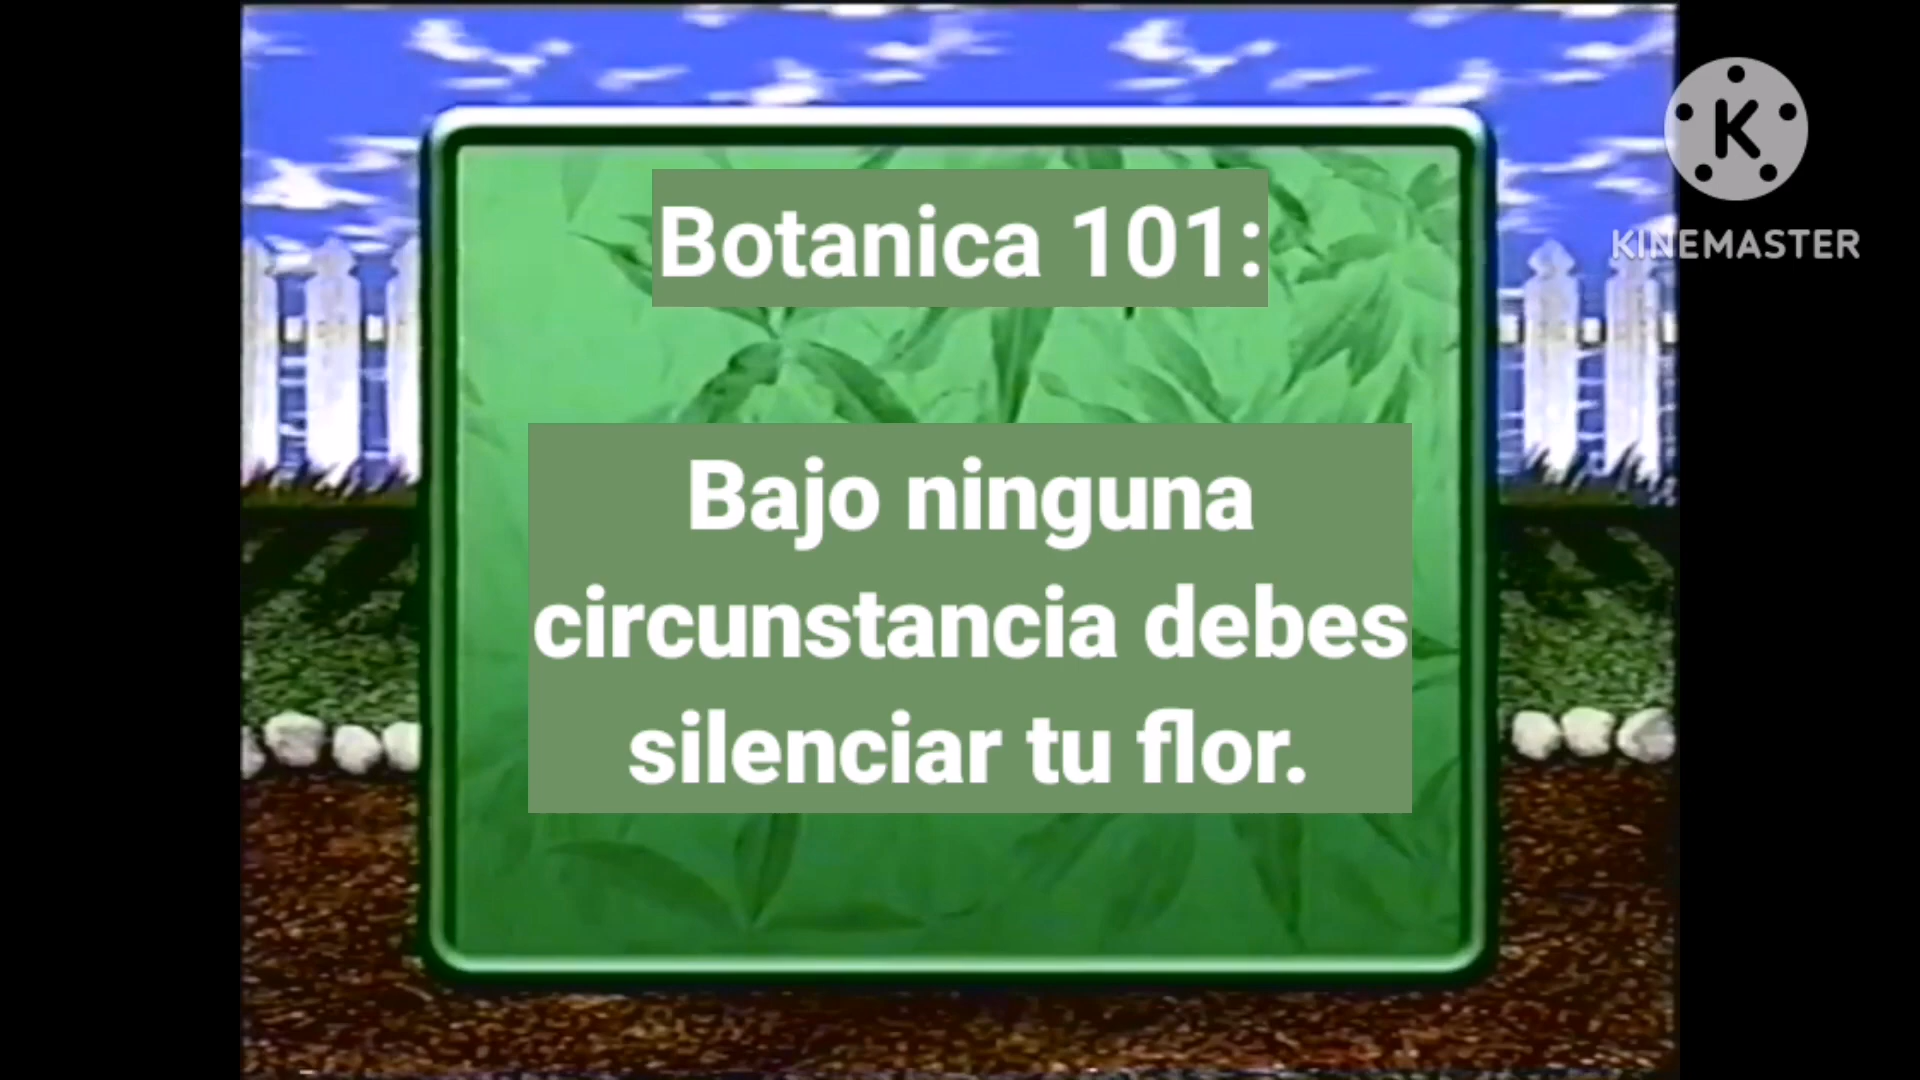 Botanica 101:
K
KINEMASTER
Bajo ninguna
circunstancia debes
silenciar tu flor.